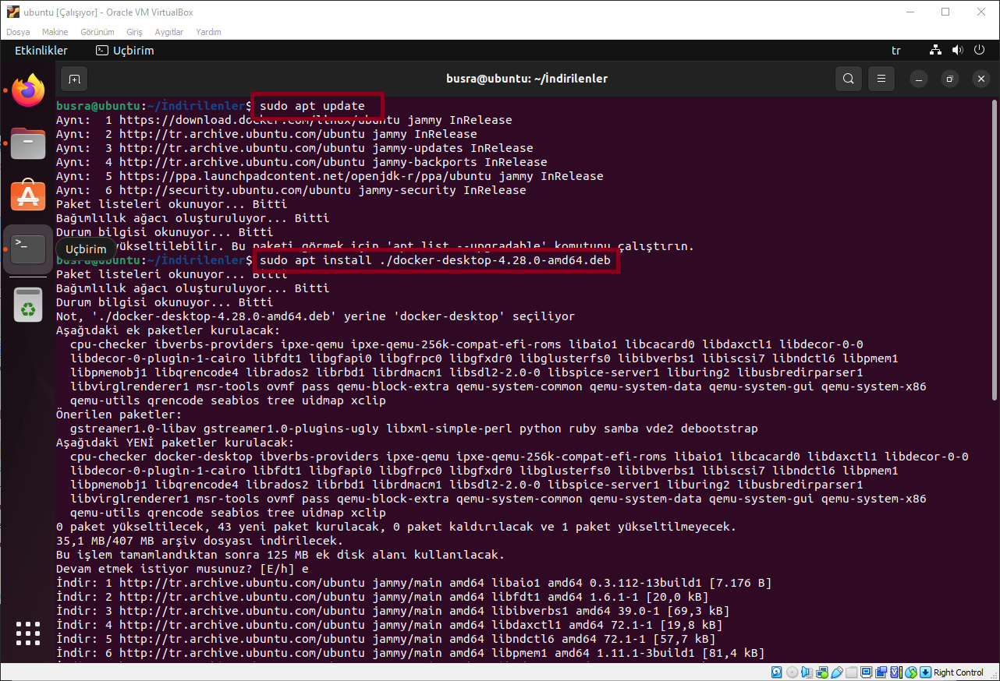 ubuntu [Çalışıyor] - Oracle VM VirtualBox
Dosya Makine Görünüm Giriş Aygıtlar Yardım
Etkinlikler Uçbirim tr
busra@ubuntu: ~/İndirilenler
busra@ubuntu:~/İndirilenler$ sudo apt update
Aynı: 1 https://download.docker.com/linux/ubuntu jammy InRelease
Aynı: 2 http://tr.archive.ubuntu.com/ubuntu jammy InRelease
Aynı: 3 http://tr.archive.ubuntu.com/ubuntu jammy-updates InRelease
Aynı: 4 http://tr.archive.ubuntu.com/ubuntu jammy-backports InRelease
Aynı: 5 https://ppa.launchpadcontent.net/openjdk-r/ppa/ubuntu jammy InRelease
Aynı: 6 http://security.ubuntu.com/ubuntu jammy-security InRelease
Paket listeleri okunuyor... Bitti
Bağımlılık ağacı oluşturuluyor... Bitti
Durum bilgisi okunuyor... Bitti
yükseltilebilir. Bu paketi görmek için 'apt list --upgradable' komutunu çalıştırın.
Uçbirim
busra@ubuntu:~/İndirilenler$ sudo apt install ./docker-desktop-4.28.0-amd64.deb
Paket listeleri okunuyor... Bitti
Bağımlılık ağacı oluşturuluyor... Bitti
Durum bilgisi okunuyor... Bitti
Not, './docker-desktop-4.28.0-amd64.deb' yerine 'docker-desktop' seçiliyor
Aşağıdaki ek paketler kurulacak:
cpu-checker ibverbs-providers ipxe-qemu ipxe-qemu-256k-compat-efi-roms libaio1 libcacard0 libdaxctl1 libdecor-0-0
libdecor-0-plugin-1-cairo libfdt1 libgfapi0 libgfrpc0 libgfxdr0 libglusterfs0 libibverbs1 libiscsi7 libndctl6 libpmem1
libpmemobj1 libqrencode4 librados2 librbd1 librdmacm1 libsdl2-2.0-0 libspice-server1 liburing2 libusbredirparser1
libvirglrenderer1 msr-tools ovmf pass qemu-block-extra qemu-system-common qemu-system-data qemu-system-gui qemu-system-x86
qemu-utils qrencode seabios tree uidmap xclip
Önerilen paketler:
gstreamer1.0-libav gstreamer1.0-plugins-ugly libxml-simple-perl python ruby samba vde2 debootstrap
Aşağıdaki YENİ paketler kurulacak:
cpu-checker docker-desktop ibverbs-providers ipxe-qemu ipxe-qemu-256k-compat-efi-roms libaio1 libcacard0 libdaxctl1 libdecor-0-0
libdecor-0-plugin-1-cairo libfdt1 libgfapi0 libgfrpc0 libgfxdr0 libglusterfs0 libibverbs1 libiscsi7 libndctl6 libpmem1
libpmemobj1 libqrencode4 librados2 librbd1 librdmacm1 libsdl2-2.0-0 libspice-server1 liburing2 libusbredirparser1
libvirglrenderer1 msr-tools ovmf pass qemu-block-extra qemu-system-common qemu-system-data qemu-system-gui qemu-system-x86
qemu-utils qrencode seabios tree uidmap xclip
0 paket yükseltilecek, 43 yeni paket kurulacak, 0 paket kaldırılacak ve 1 paket yükseltilmeyecek.
35,1 MB/407 MB arşiv dosyası indirilecek.
Bu işlem tamamlandıktan sonra 125 MB ek disk alanı kullanılacak.
Devam etmek istiyor musunuz? [E/h] e
İndir: 1 http://tr.archive.ubuntu.com/ubuntu jammy/main amd64 libaio1 amd64 0.3.112-13build1 [7.176 B]
İndir: 2 http://tr.archive.ubuntu.com/ubuntu jammy/main amd64 libfdt1 amd64 1.6.1-1 [20,0 kB]
İndir: 3 http://tr.archive.ubuntu.com/ubuntu jammy/main amd64 libibverbs1 amd64 39.0-1 [69,3 kB]
İndir: 4 http://tr.archive.ubuntu.com/ubuntu jammy/main amd64 libdaxctl1 amd64 72.1-1 [19,8 kB]
İndir: 5 http://tr.archive.ubuntu.com/ubuntu jammy/main amd64 libndctl6 amd64 72.1-1 [57,7 kB]
İndir: 6 http://tr.archive.ubuntu.com/ubuntu jammy/main amd64 libpmem1 amd64 1.11.1-3build1 [81,4 kB]
Right Control